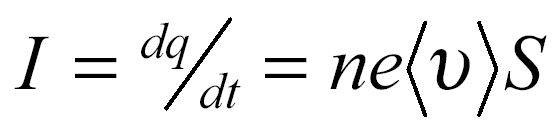 I = dq/dt = ne⟨υ⟩S